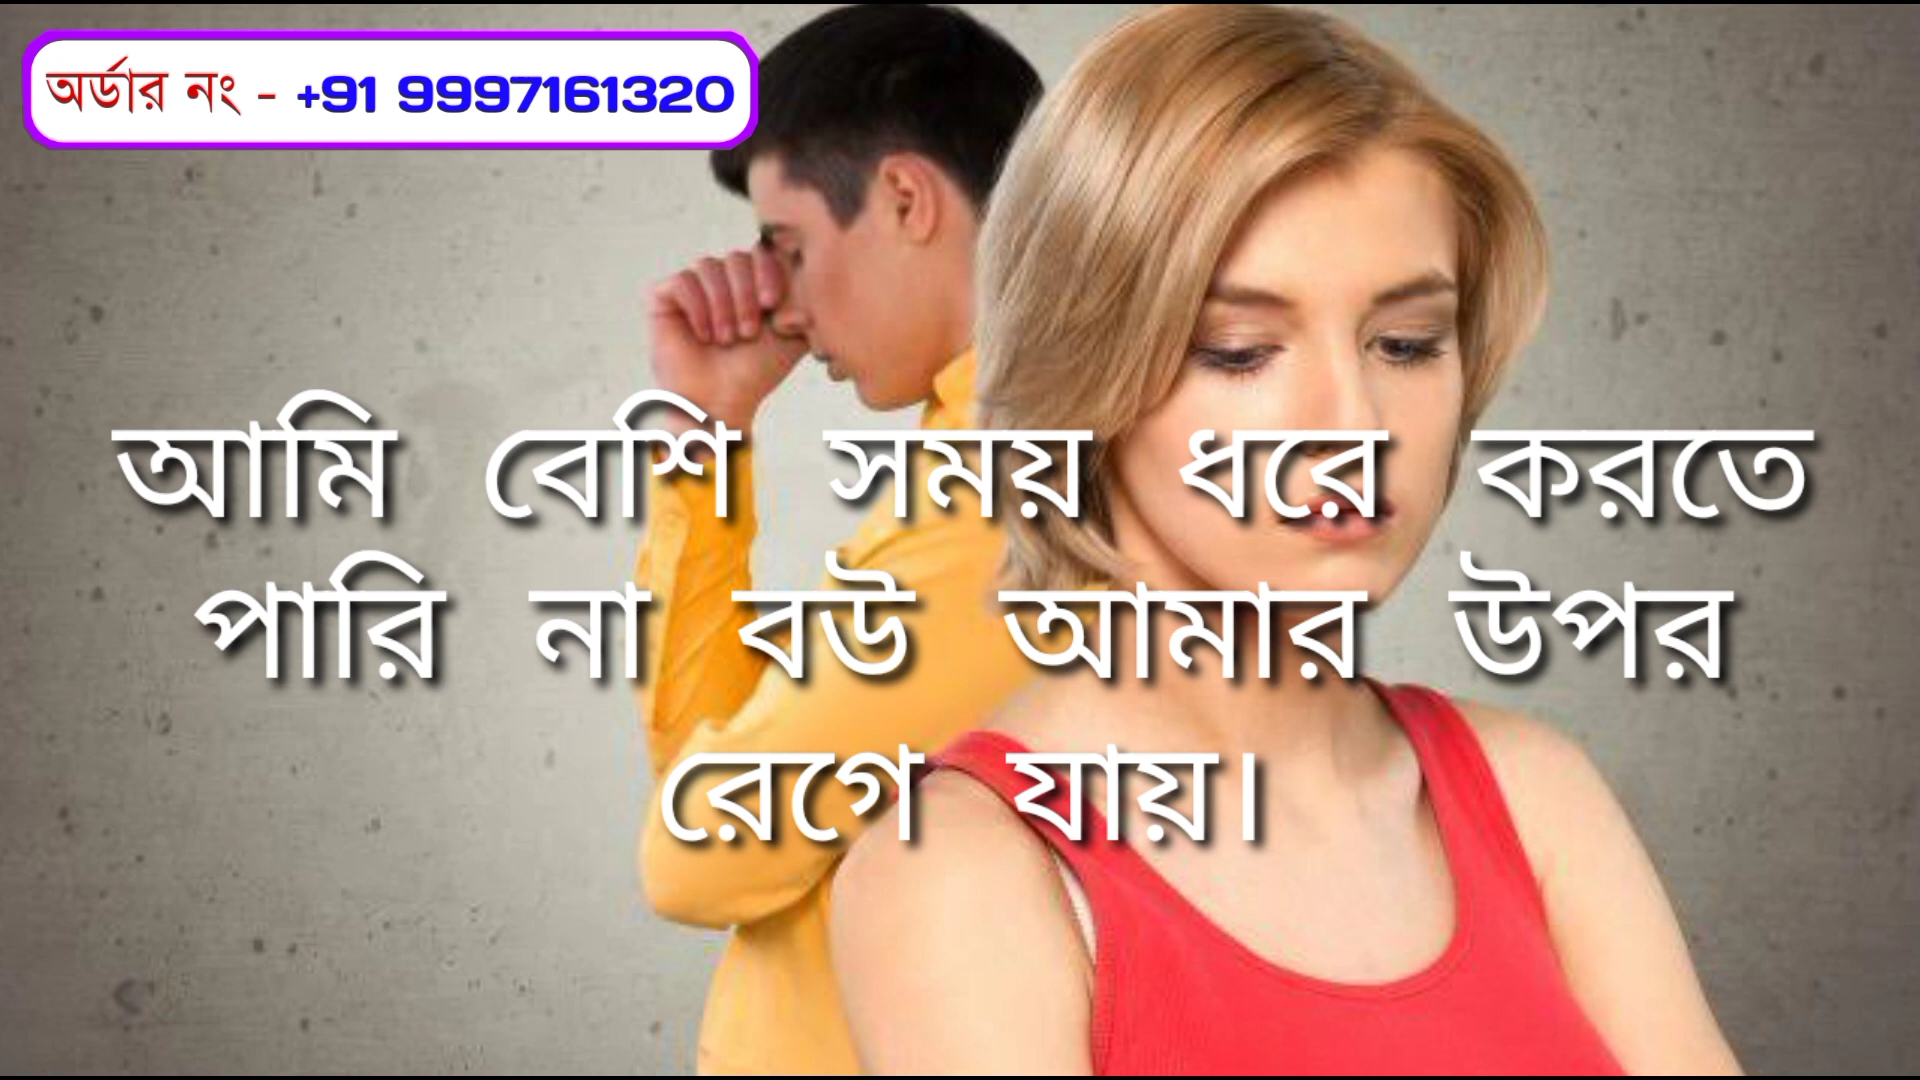 অর্ডার নং - +91 9997161320
আমি বেশি সময় ধরে করতে
পারি না বউ আমার উপর
রেগে যায়।